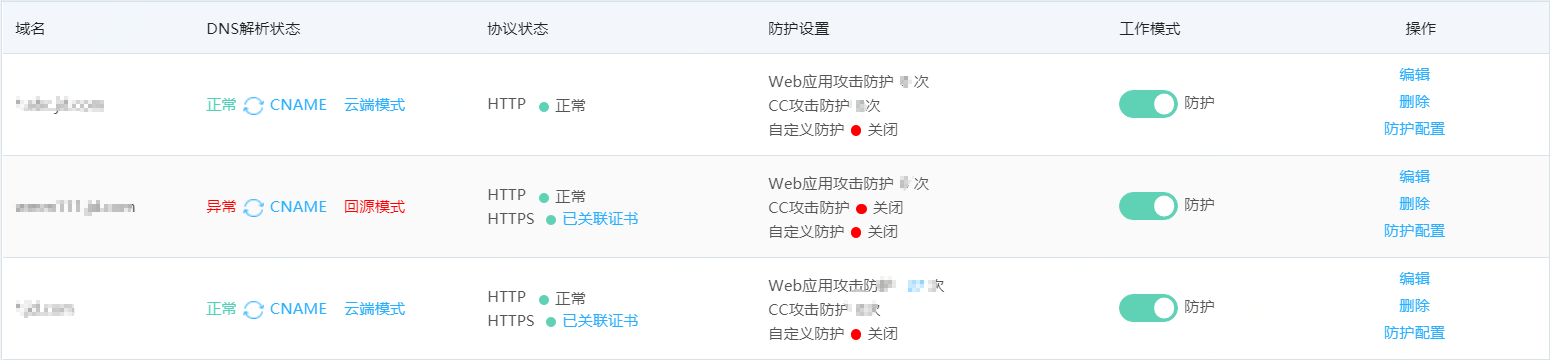 域名 DNS解析状态 协议状态 防护设置 工作模式 操作
正常 CNAME 云端模式 HTTP 正常
Web应用攻击防护 次
CC攻击防护 次
自定义防护 关闭
防护
编辑
删除
防护配置
异常 CNAME 回源模式
HTTP 正常
HTTPS 已关联证书
Web应用攻击防护 次
CC攻击防护 关闭
自定义防护 关闭
防护
编辑
删除
防护配置
正常 CNAME 云端模式
HTTP 正常
HTTPS 已关联证书
Web应用攻击防护 次
CC攻击防护 次
自定义防护 关闭
防护
编辑
删除
防护配置